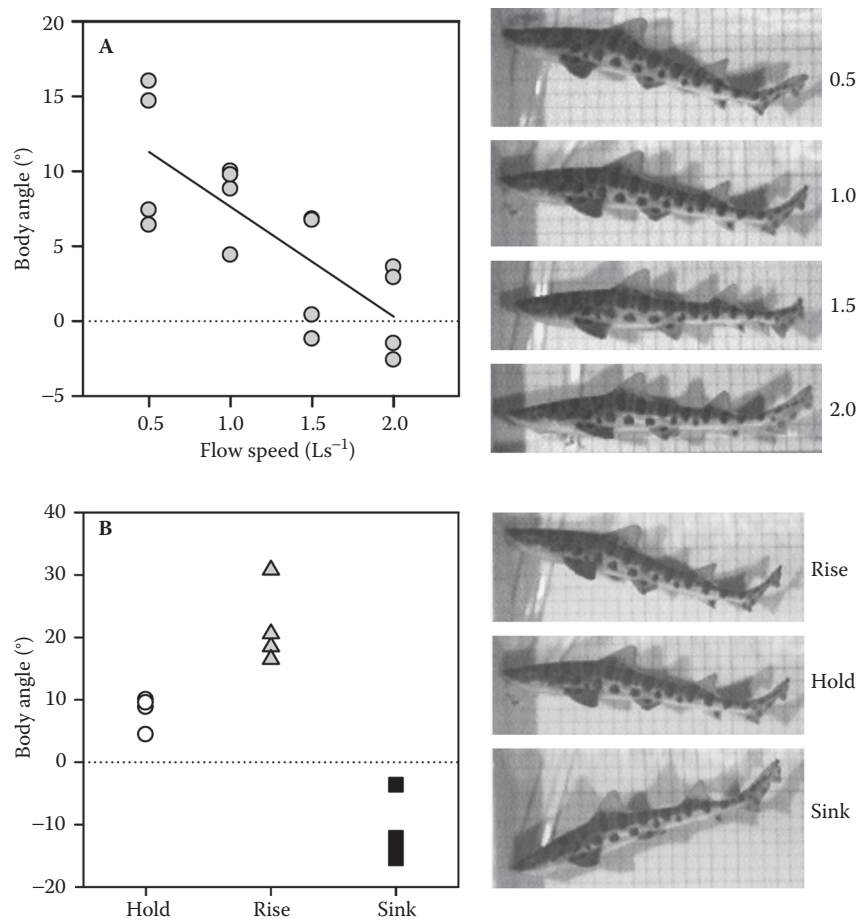 A
20
15
10
5
0
−5
Body angle (°)
0.5 1.0 1.5 2.0
Flow speed (Ls⁻¹)
0.5
1.0
1.5
2.0
B
40
30
20
10
0
−10
−20
Body angle (°)
Hold Rise Sink
Rise
Hold
Sink